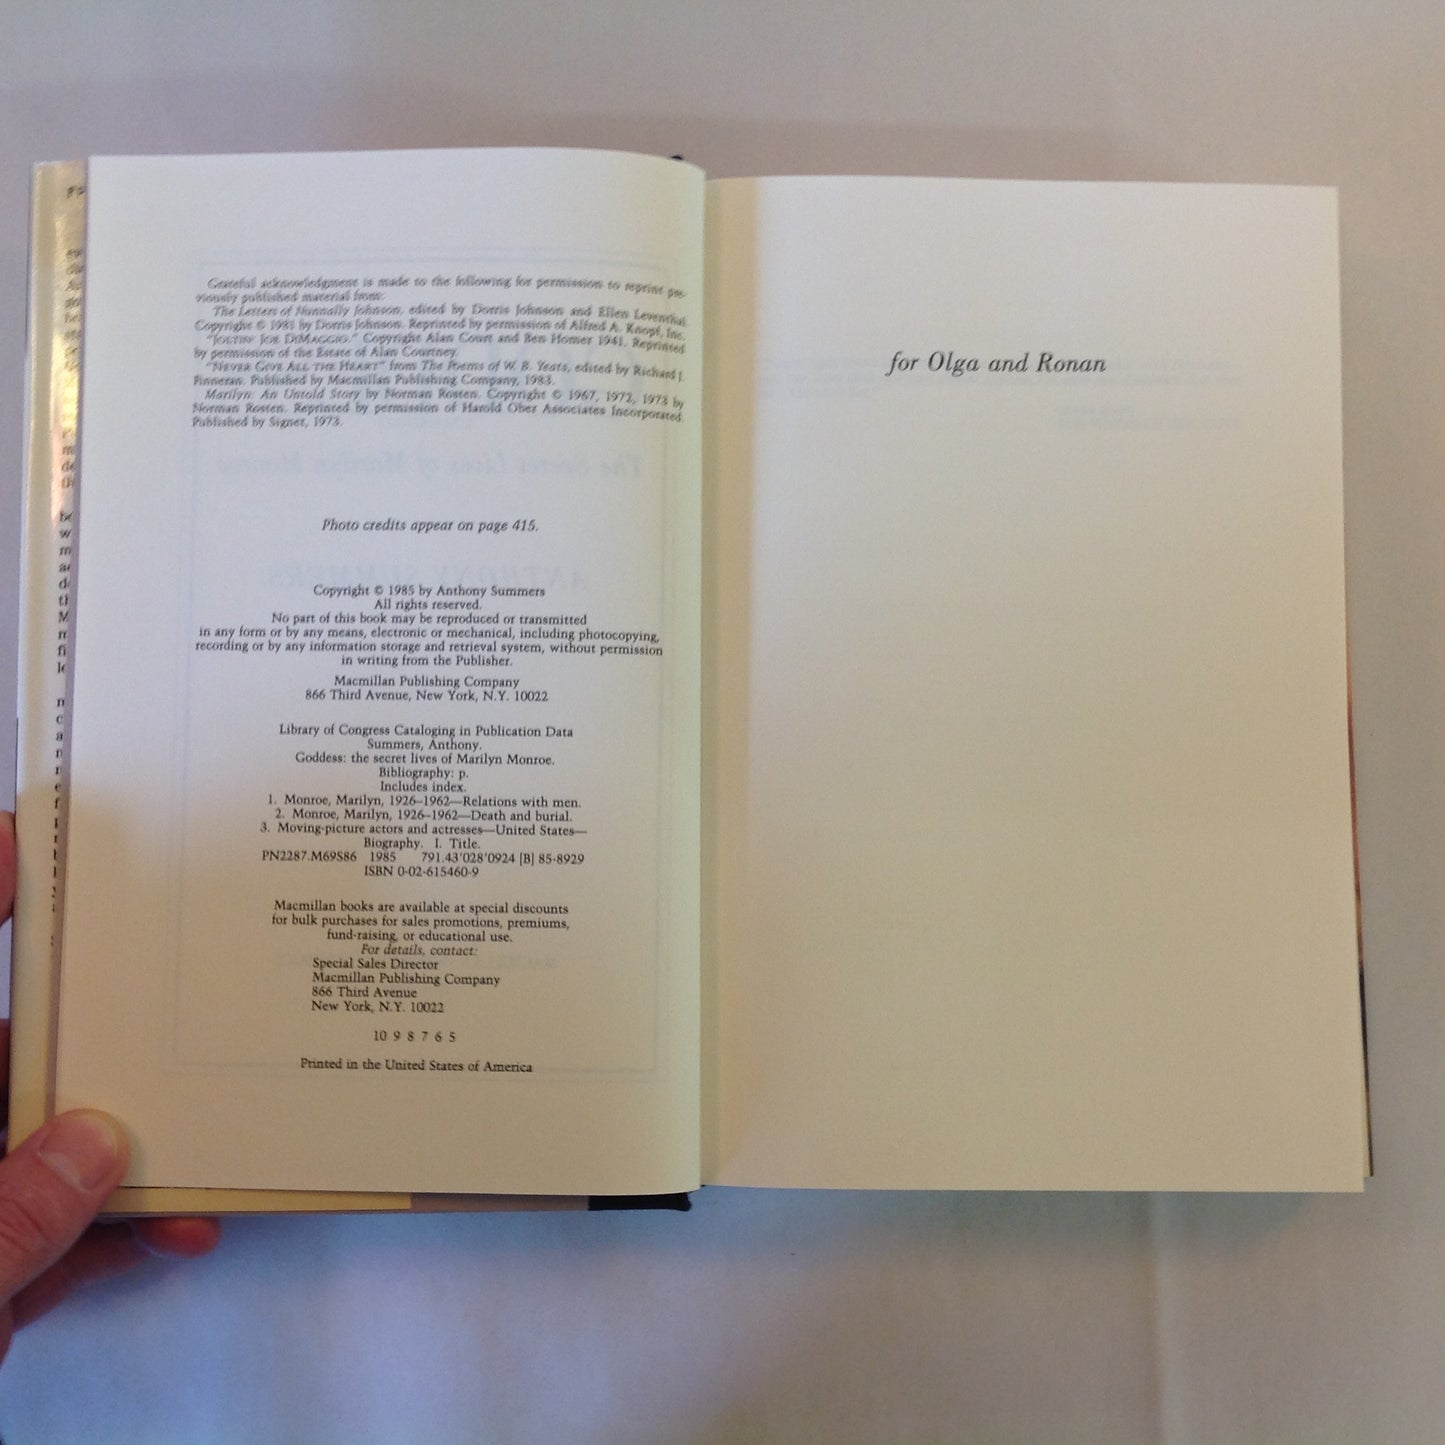 Grateful acknowledgment is made to the following for permission to reprint pre-
viously published material from:
The Letters of Nunnally Johnson, edited by Dorris Johnson and Ellen Leventhal.
Copyright © 1981 by Dorris Johnson. Reprinted by permission of Alfred A. Knopf, Inc.
"JOLTIN' JOE DIMAGGIO." Copyright Alan Court and Ben Homer 1941. Reprinted
by permission of the Estate of Alan Courtney.
"NEVER GIVE ALL THE HEART" from The Poems of W. B. Yeats, edited by Richard J.
Finneran. Published by Macmillan Publishing Company, 1983.
Marilyn: An Untold Story by Norman Rosten. Copyright © 1967, 1972, 1973 by
Norman Rosten. Reprinted by permission of Harold Ober Associates Incorporated.
Published by Signet, 1973.
Photo credits appear on page 415.
Copyright © 1985 by Anthony Summers
All rights reserved.
No part of this book may be reproduced or transmitted
in any form or by any means, electronic or mechanical, including photocopying,
recording or by any information storage and retrieval system, without permission
in writing from the Publisher.
Macmillan Publishing Company
866 Third Avenue, New York, N.Y. 10022
Library of Congress Cataloging in Publication Data
Summers, Anthony.
Goddess: the secret lives of Marilyn Monroe.
Bibliography: p.
Includes index.
1. Monroe, Marilyn, 1926–1962—Relations with men.
2. Monroe, Marilyn, 1926–1962—Death and burial.
3. Moving-picture actors and actresses—United States—
Biography. I. Title.
PN2287.M69S86 1985 791.43'028'0924 [B] 85-8929
ISBN 0-02-615460-9
Macmillan books are available at special discounts
for bulk purchases for sales promotions, premiums,
fund-raising, or educational use.
For details, contact:
Special Sales Director
Macmillan Publishing Company
866 Third Avenue
New York, N.Y. 10022
10 9 8 7 6 5
Printed in the United States of America
for Olga and Ronan